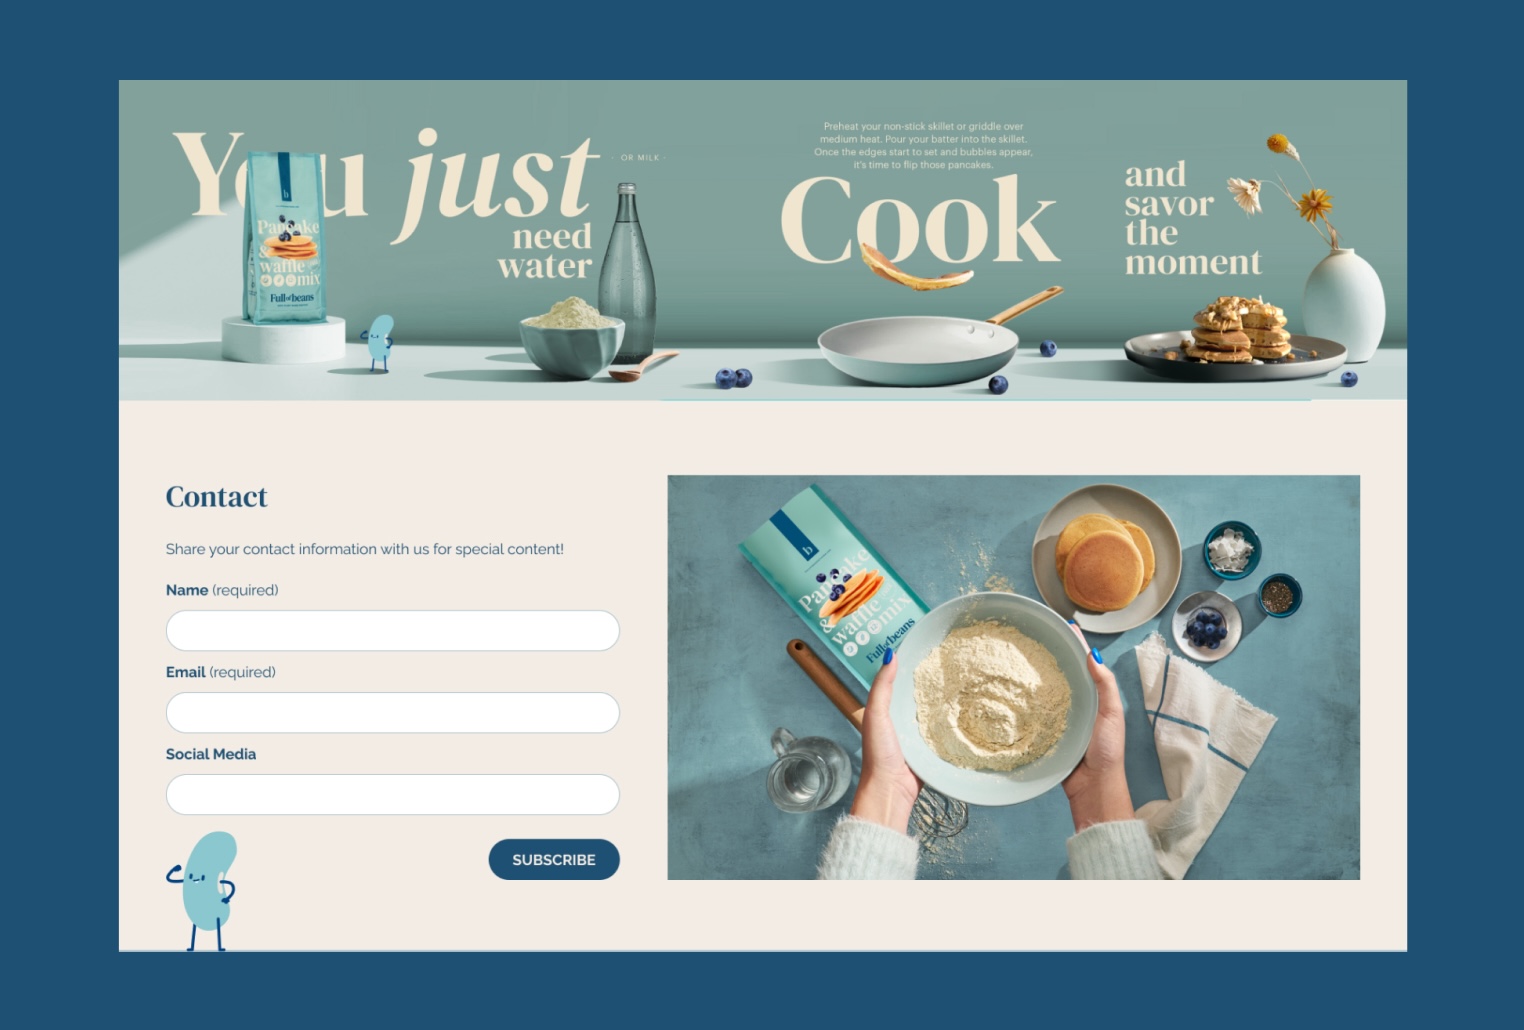 You just
- OR MILK -
need
water
b
Pancake
&
waffle
mix
Full of beans
Preheat your non-stick skillet or griddle over
medium heat. Pour your batter into the skillet.
Once the edges start to set and bubbles appear,
it's time to flip those pancakes.
Cook
and
savor
the
moment
Contact
Share your contact information with us for special content!
Name (required)
Email (required)
Social Media
SUBSCRIBE
b
Pancake
&
waffle
mix
Full of beans